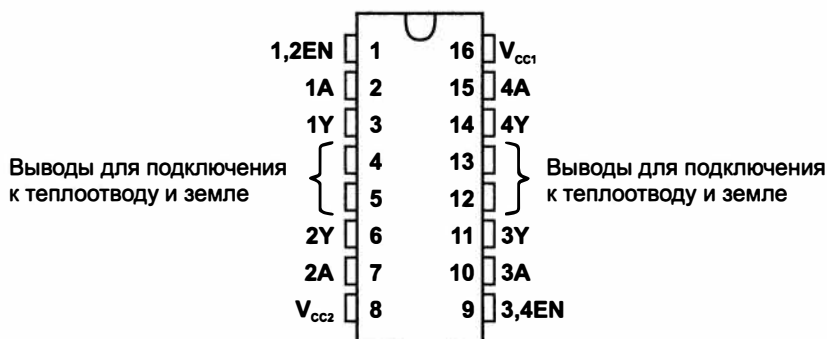 1,2EN 1 16 Vcc1
1A 2 15 4A
1Y 3 14 4Y
Выводы для подключения 4 13 Выводы для подключения
к теплоотводу и земле 5 12 к теплоотводу и земле
2Y 6 11 3Y
2A 7 10 3A
Vcc2 8 9 3,4EN